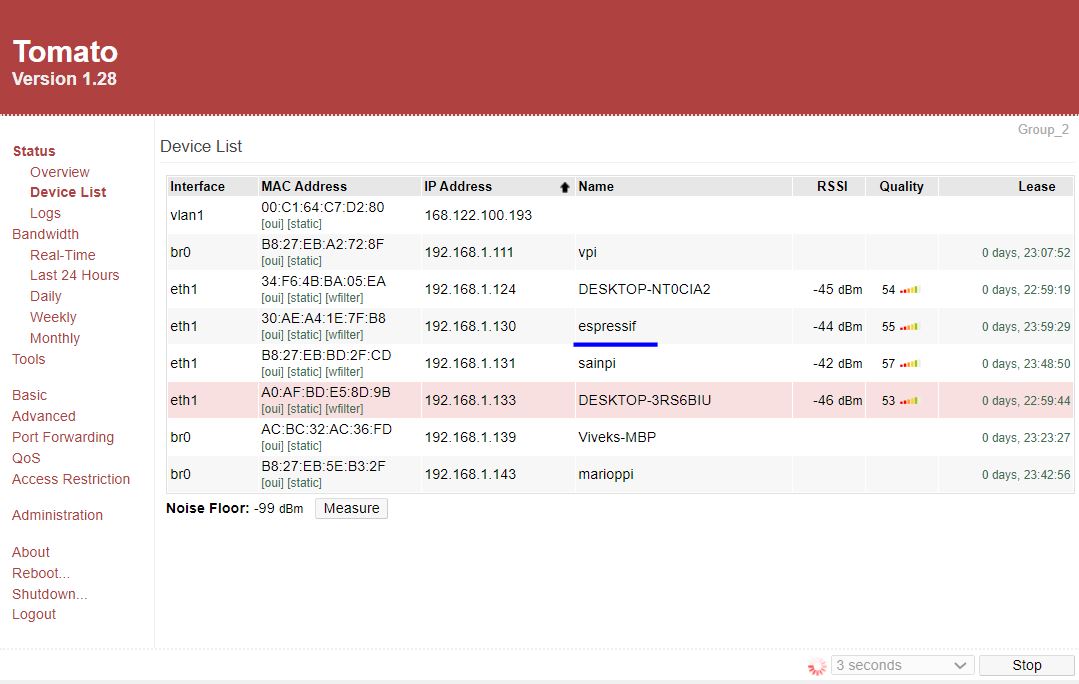 Tomato
Version 1.28
Group_2
Status
Overview
Device List
Logs
Bandwidth
Real-Time
Last 24 Hours
Daily
Weekly
Monthly
Tools
Basic
Advanced
Port Forwarding
QoS
Access Restriction
Administration
About
Reboot...
Shutdown...
Logout
Device List
Interface MAC Address IP Address Name RSSI Quality Lease
vlan1 00:C1:64:C7:D2:80 168.122.100.193
[oui] [static]
br0 B8:27:EB:A2:72:8F 192.168.1.111 vpi 0 days, 23:07:52
[oui] [static]
eth1 34:F6:4B:BA:05:EA 192.168.1.124 DESKTOP-NT0CIA2 -45 dBm 54 0 days, 22:59:19
[oui] [static] [wfilter]
eth1 30:AE:A4:1E:7F:B8 192.168.1.130 espressif -44 dBm 55 0 days, 23:59:29
[oui] [static] [wfilter]
eth1 B8:27:EB:BD:2F:CD 192.168.1.131 sainpi -42 dBm 57 0 days, 23:48:50
[oui] [static] [wfilter]
eth1 A0:AF:BD:E5:8D:9B 192.168.1.133 DESKTOP-3RS6BIU -46 dBm 53 0 days, 22:59:44
[oui] [static] [wfilter]
br0 AC:BC:32:AC:36:FD 192.168.1.139 Viveks-MBP 0 days, 23:23:27
[oui] [static]
br0 B8:27:EB:5E:B3:2F 192.168.1.143 marioppi 0 days, 23:42:56
[oui] [static]
Noise Floor: -99 dBm Measure
3 seconds Stop